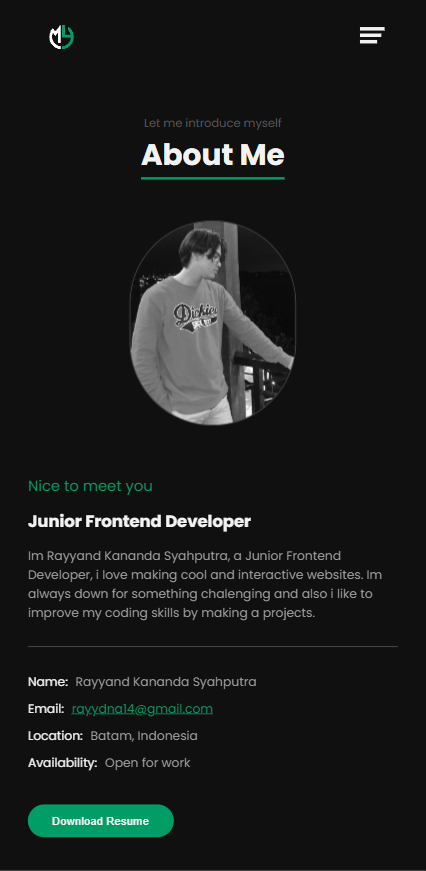 Let me introduce myself
About Me
Dickies
Nice to meet you
Junior Frontend Developer
Im Rayyand Kananda Syahputra, a Junior Frontend
Developer, i love making cool and interactive websites. Im
always down for something chalenging and also i like to
improve my coding skills by making a projects.
Name: Rayyand Kananda Syahputra
Email: rayydna14@gmail.com
Location: Batam, Indonesia
Availability: Open for work
Download Resume